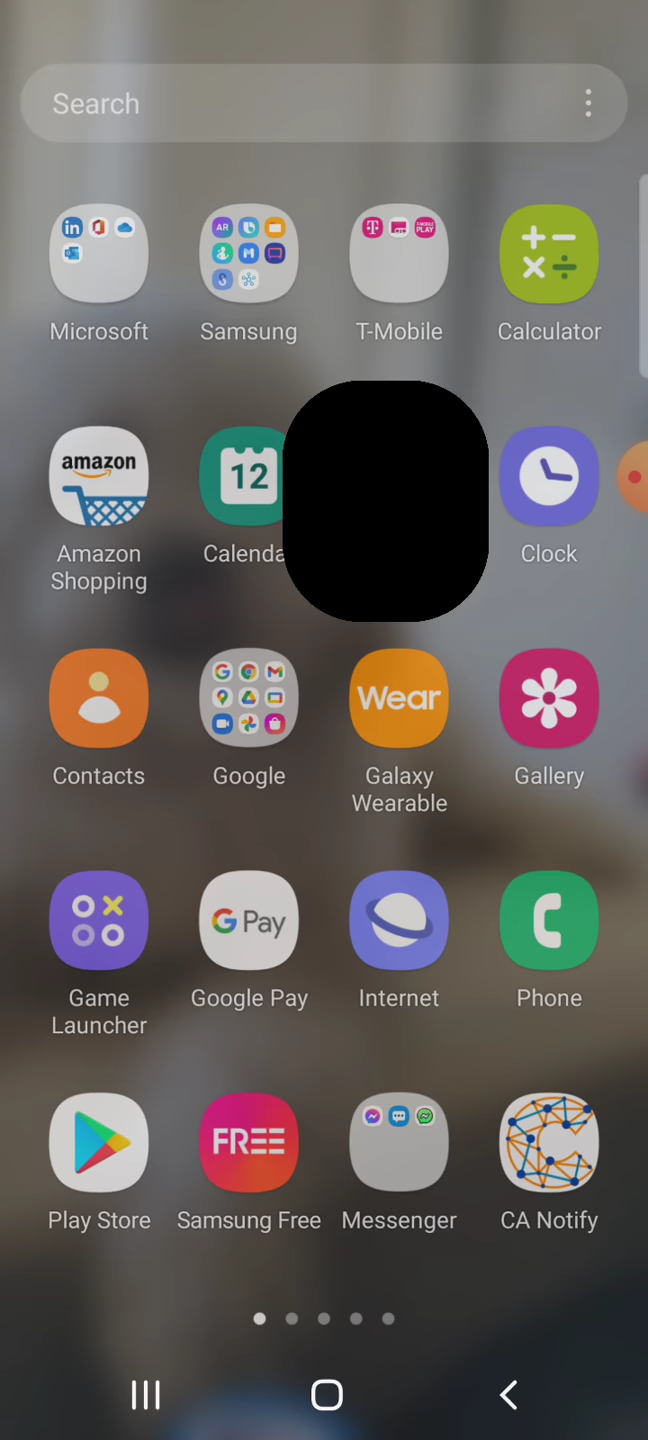 Search
Microsoft
Samsung
T-Mobile
Calculator
amazon
12
Amazon
Shopping
Calenda
Clock
Wear
Contacts
Google
Galaxy
Wearable
Gallery
G Pay
Game
Launcher
Google Pay
Internet
Phone
FREE
Play Store
Samsung Free
Messenger
CA Notify